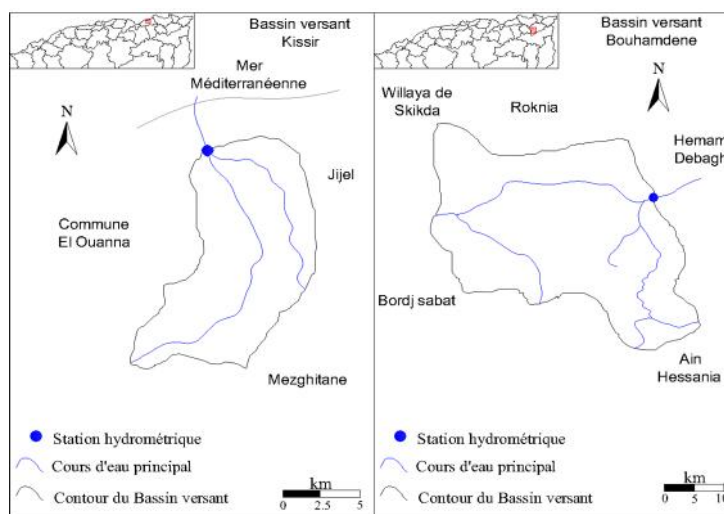 Bassin versant
Kissir
Mer
Méditerranéenne
N
Jijel
Commune
El Ouanna
Mezghitane
Station hydrométrique
Cours d'eau principal
Contour du Bassin versant
km
0 2.5 5
Bassin versant
Bouhamdene
Willaya de
Skikda
Roknia
N
Hemam
Debagh
Bordj sabat
Ain
Hessania
Station hydrométrique
Cours d'eau principal
Contour du Bassin versant
km
0 5 10